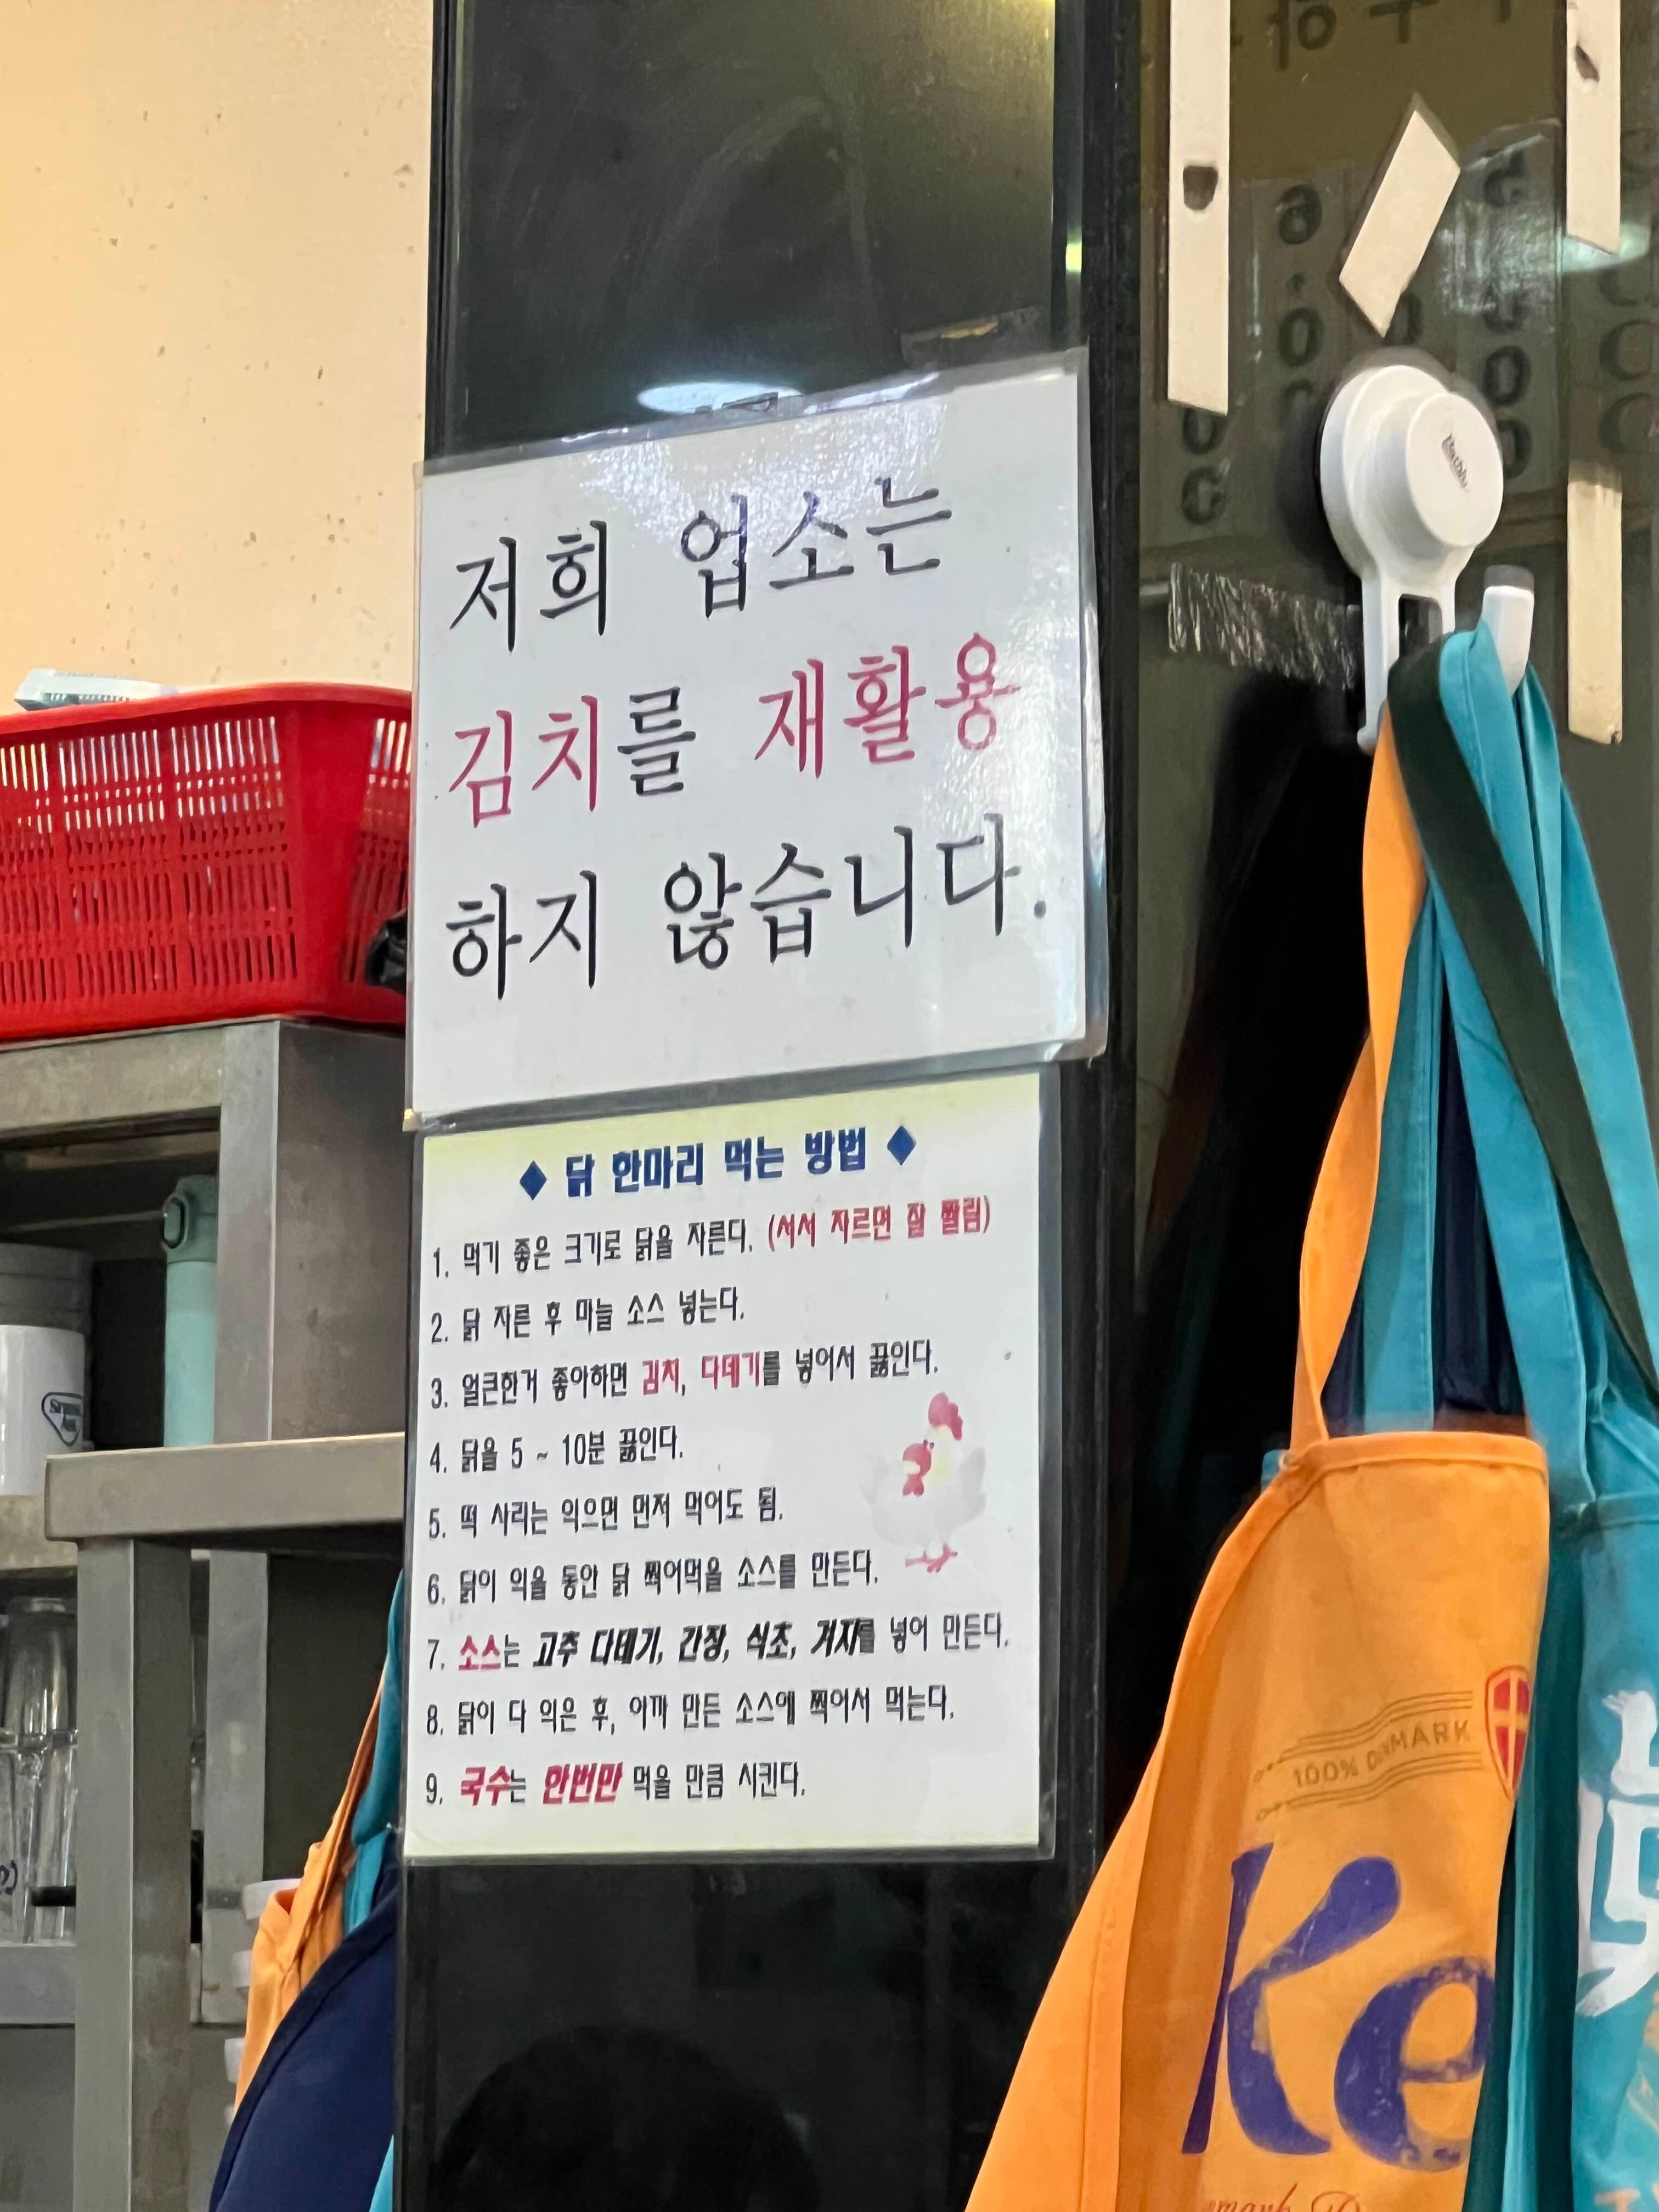 저희 업소는
김치를 재활용
하지 않습니다.
◆ 닭 한마리 먹는 방법 ◆
1. 먹기 좋은 크기로 닭을 자른다. (서서 자르면 잘 짤림)
2. 닭 자른 후 마늘 소스 넣는다.
3. 얼큰한거 좋아하면 김치, 다데기를 넣어서 끓인다.
4. 닭을 5 ~ 10분 끓인다.
5. 떡 사리는 익으면 먼저 먹어도 됨.
6. 닭이 익을 동안 닭 찍어먹을 소스를 만든다.
7. 소스는 고추 다데기, 간장, 식초, 겨자를 넣어 만든다.
8. 닭이 다 익은 후, 아까 만든 소스에 찍어서 먹는다.
9. 국수는 한번만 먹을 만큼 시킨다.
100% DENMARK
Ke